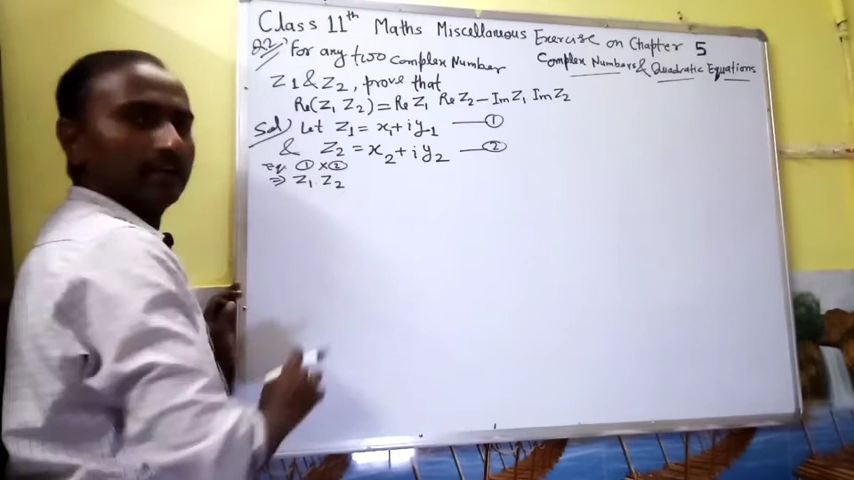 Class 11th Maths Miscellaneous Exercise on Chapter 5
Complex Numbers & Quadratic Equations
Q2) For any two complex Number
Z1 & Z2, prove that
Re(Z1 Z2) = Re Z1 Re Z2 - Im Z1 Im Z2
Sol) Let Z1 = x1 + iy1 — ①
& Z2 = x2 + iy2 — ②
Eq. ① × ②
⇒ Z1. Z2